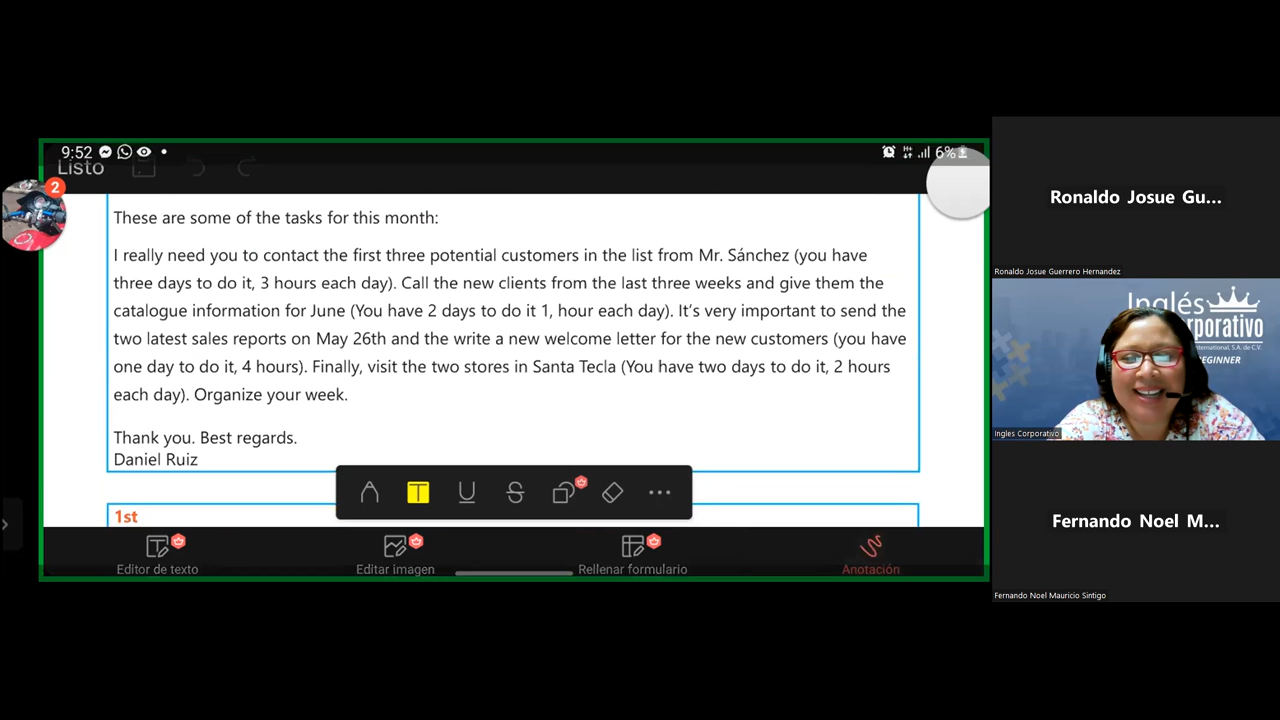 9:52
6%
Listo
2
These are some of the tasks for this month:
I really need you to contact the first three potential customers in the list from Mr. Sánchez (you have
three days to do it, 3 hours each day). Call the new clients from the last three weeks and give them the
catalogue information for June (You have 2 days to do it 1, hour each day). It's very important to send the
two latest sales reports on May 26th and the write a new welcome letter for the new customers (you have
one day to do it, 4 hours). Finally, visit the two stores in Santa Tecla (You have two days to do it, 2 hours
each day). Organize your week.
Thank you. Best regards.
Daniel Ruiz
1st
Editor de texto
Editar imagen
Rellenar formulario
Anotación
Ronaldo Josue Gu...
Ronaldo Josue Guerrero Hernandez
Inglés
rporativo
International, S.A. de C.V.
EGINNER
Ingles Corporativo
Fernando Noel M...
Fernando Noel Mauricio Sintigo